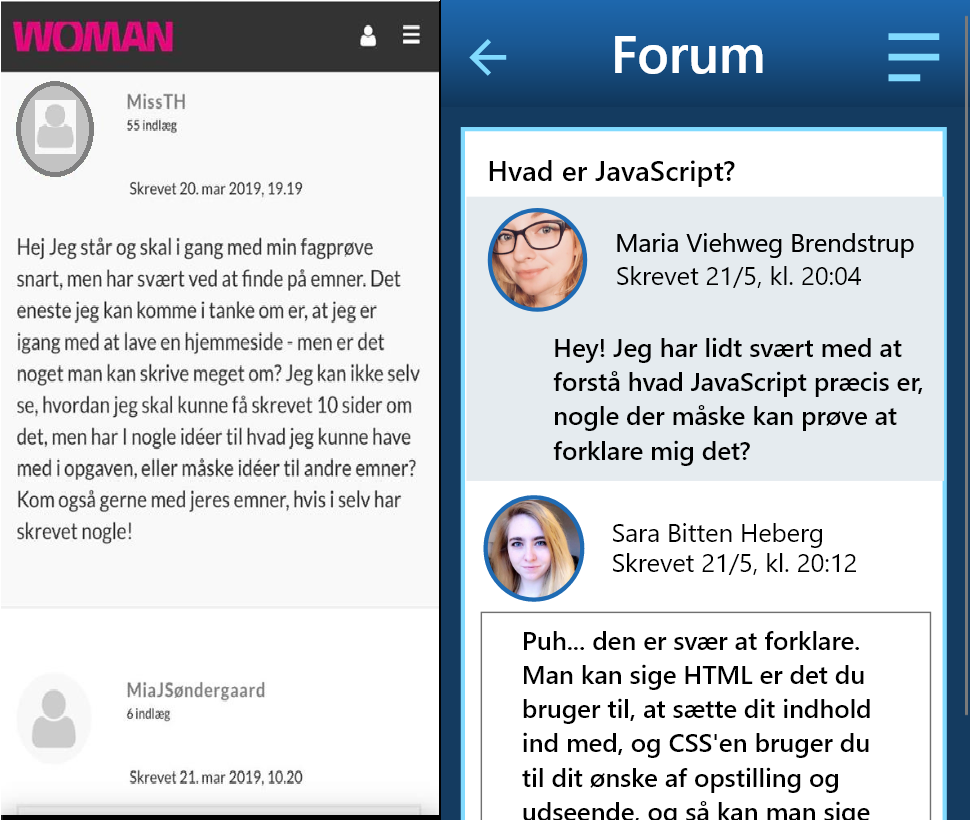 WOMAN
MissTH
55 indlæg
Skrevet 20. mar 2019, 19.19
Hej Jeg står og skal i gang med min fagprøve
snart, men har svært ved at finde på emner. Det
eneste jeg kan komme i tanke om er, at jeg er
igang med at lave en hjemmeside - men er det
noget man kan skrive meget om? Jeg kan ikke selv
se, hvordan jeg skal kunne få skrevet 10 sider om
det, men har I nogle idéer til hvad jeg kunne have
med i opgaven, eller måske idéer til andre emner?
Kom også gerne med jeres emner, hvis i selv har
skrevet nogle!
MiaJSøndergaard
6 indlæg
Skrevet 21. mar 2019, 10.20
Forum
Hvad er JavaScript?
Maria Viehweg Brendstrup
Skrevet 21/5, kl. 20:04
Hey! Jeg har lidt svært med at
forstå hvad JavaScript præcis er,
nogle der måske kan prøve at
forklare mig det?
Sara Bitten Heberg
Skrevet 21/5, kl. 20:12
Puh... den er svær at forklare.
Man kan sige HTML er det du
bruger til, at sætte dit indhold
ind med, og CSS'en bruger du
til dit ønske af opstilling og
udseende, og så kan man sige